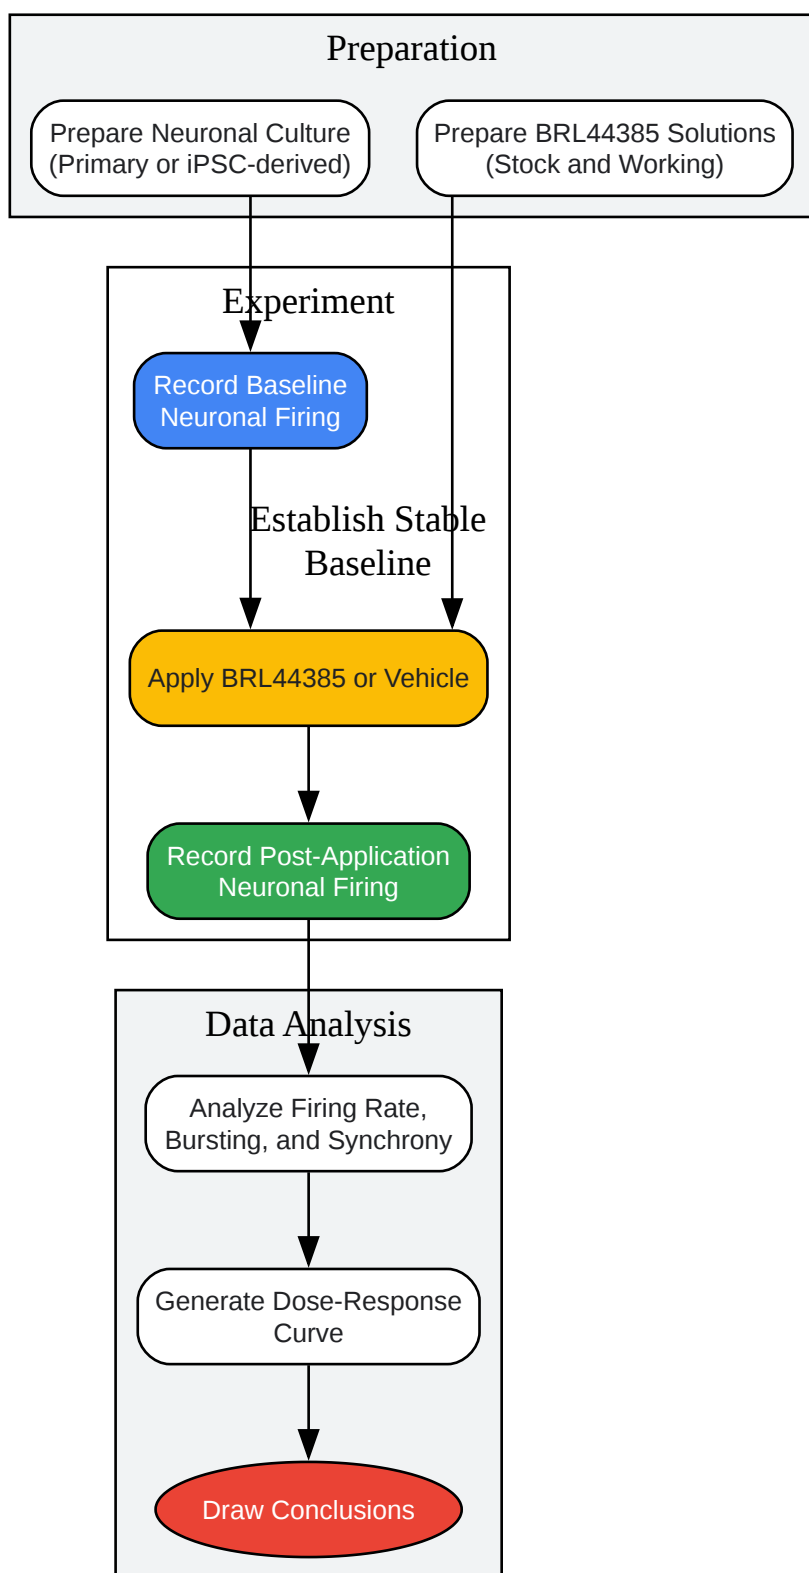 Preparation
Prepare Neuronal Culture
(Primary or iPSC-derived)
Prepare BRL44385 Solutions
(Stock and Working)
Experiment
Record Baseline
Neuronal Firing
Establish Stable
Baseline
Apply BRL44385 or Vehicle
Record Post-Application
Neuronal Firing
Data Analysis
Analyze Firing Rate,
Bursting, and Synchrony
Generate Dose-Response
Curve
Draw Conclusions